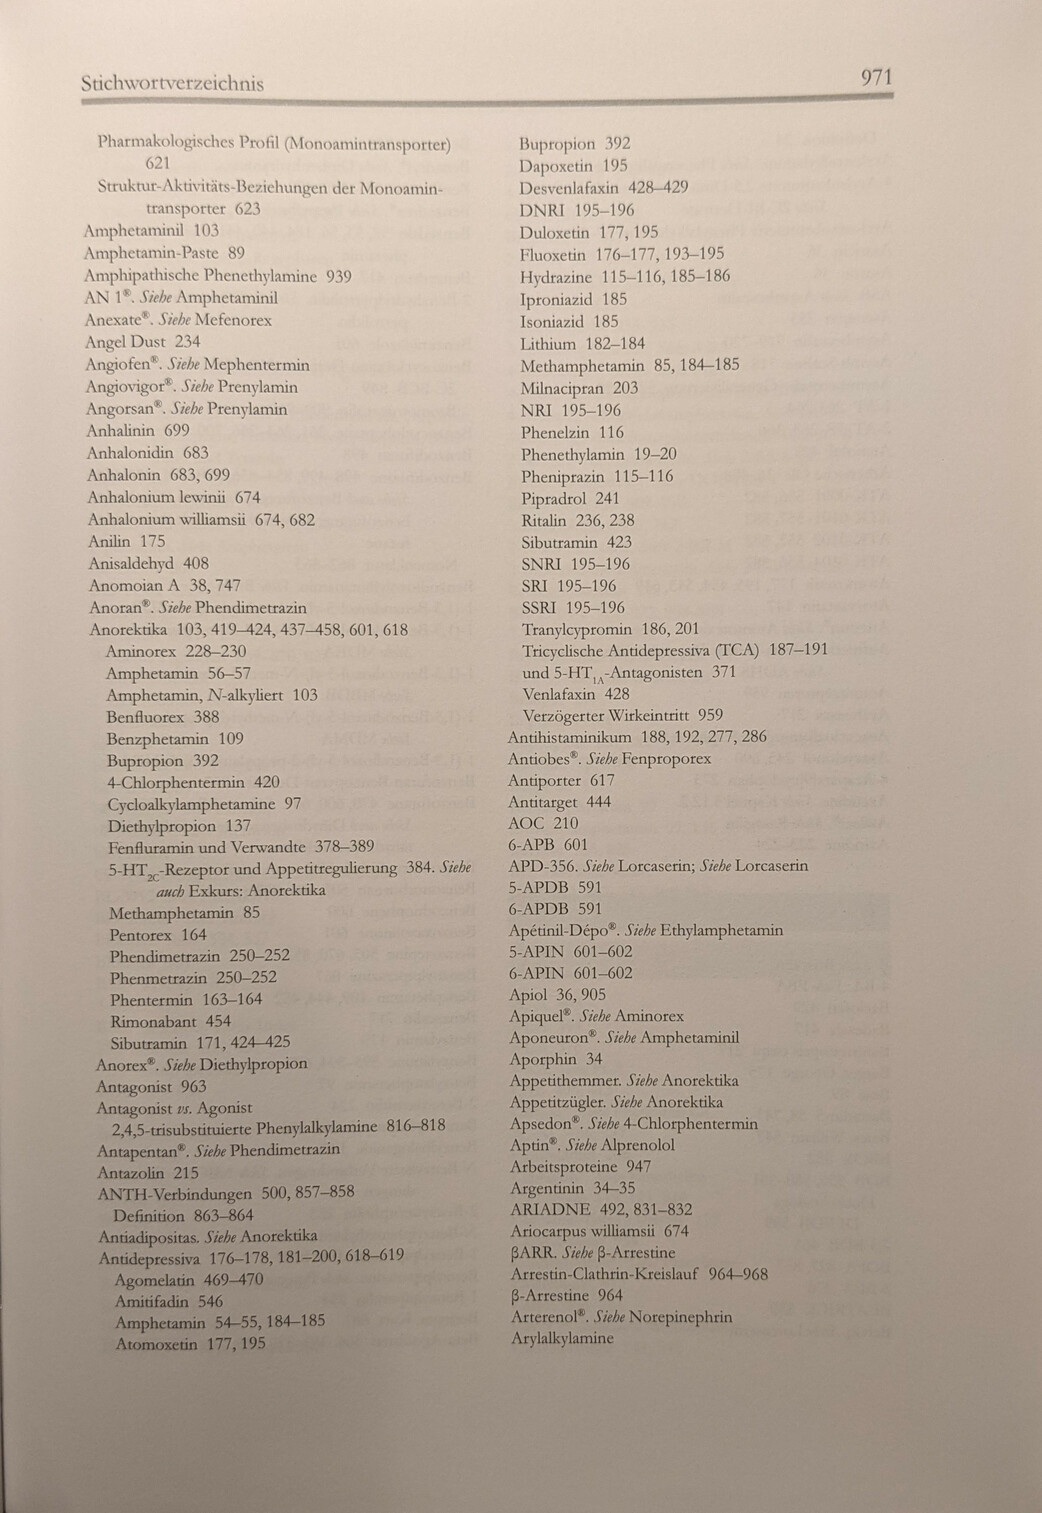 Stichwortverzeichnis 971
Pharmakologisches Profil (Monoamintransporter)
621
Struktur-Aktivitäts-Beziehungen der Monoamin-
transporter 623
Amphetaminil 103
Amphetamin-Paste 89
Amphipathische Phenethylamine 939
AN 1®. Siehe Amphetaminil
Anexate®. Siehe Mefenorex
Angel Dust 234
Angiofen®. Siehe Mephentermin
Angiovigor®. Siehe Prenylamin
Angorsan®. Siehe Prenylamin
Anhalinin 699
Anhalonidin 683
Anhalonin 683, 699
Anhalonium lewinii 674
Anhalonium williamsii 674, 682
Anilin 175
Anisaldehyd 408
Anomoian A 38, 747
Anoran®. Siehe Phendimetrazin
Anorektika 103, 419–424, 437–458, 601, 618
Aminorex 228–230
Amphetamin 56–57
Amphetamin, N-alkyliert 103
Benfluorex 388
Benzphetamin 109
Bupropion 392
4-Chlorphentermin 420
Cycloalkylamphetamine 97
Diethylpropion 137
Fenfluramin und Verwandte 378–389
5-HT2C-Rezeptor und Appetitregulierung 384. Siehe
auch Exkurs: Anorektika
Methamphetamin 85
Pentorex 164
Phendimetrazin 250–252
Phenmetrazin 250–252
Phentermin 163–164
Rimonabant 454
Sibutramin 171, 424–425
Anorex®. Siehe Diethylpropion
Antagonist 963
Antagonist vs. Agonist
2,4,5-trisubstituierte Phenylalkylamine 816–818
Antapentan®. Siehe Phendimetrazin
Antazolin 215
ANTH-Verbindungen 500, 857–858
Definition 863–864
Antiadipositas. Siehe Anorektika
Antidepressiva 176–178, 181–200, 618–619
Agomelatin 469–470
Amitifadin 546
Amphetamin 54–55, 184–185
Atomoxetin 177, 195
Bupropion 392
Dapoxetin 195
Desvenlafaxin 428–429
DNRI 195–196
Duloxetin 177, 195
Fluoxetin 176–177, 193–195
Hydrazine 115–116, 185–186
Iproniazid 185
Isoniazid 185
Lithium 182–184
Methamphetamin 85, 184–185
Milnacipran 203
NRI 195–196
Phenelzin 116
Phenethylamin 19–20
Pheniprazin 115–116
Pipradrol 241
Ritalin 236, 238
Sibutramin 423
SNRI 195–196
SRI 195–196
SSRI 195–196
Tranylcypromin 186, 201
Tricyclische Antidepressiva (TCA) 187–191
und 5-HT1A-Antagonisten 371
Venlafaxin 428
Verzögerter Wirkeintritt 959
Antihistaminikum 188, 192, 277, 286
Antiobes®. Siehe Fenproporex
Antiporter 617
Antitarget 444
AOC 210
6-APB 601
APD-356. Siehe Lorcaserin; Siehe Lorcaserin
5-APDB 591
6-APDB 591
Apétinil-Dépo®. Siehe Ethylamphetamin
5-APIN 601–602
6-APIN 601–602
Apiol 36, 905
Apiquel®. Siehe Aminorex
Aponeuron®. Siehe Amphetaminil
Aporphin 34
Appetithemmer. Siehe Anorektika
Appetitzügler. Siehe Anorektika
Apsedon®. Siehe 4-Chlorphentermin
Aptin®. Siehe Alprenolol
Arbeitsproteine 947
Argentinin 34–35
ARIADNE 492, 831–832
Ariocarpus williamsii 674
βARR. Siehe β-Arrestine
Arrestin-Clathrin-Kreislauf 964–968
β-Arrestine 964
Arterenol®. Siehe Norepinephrin
Arylalkylamine